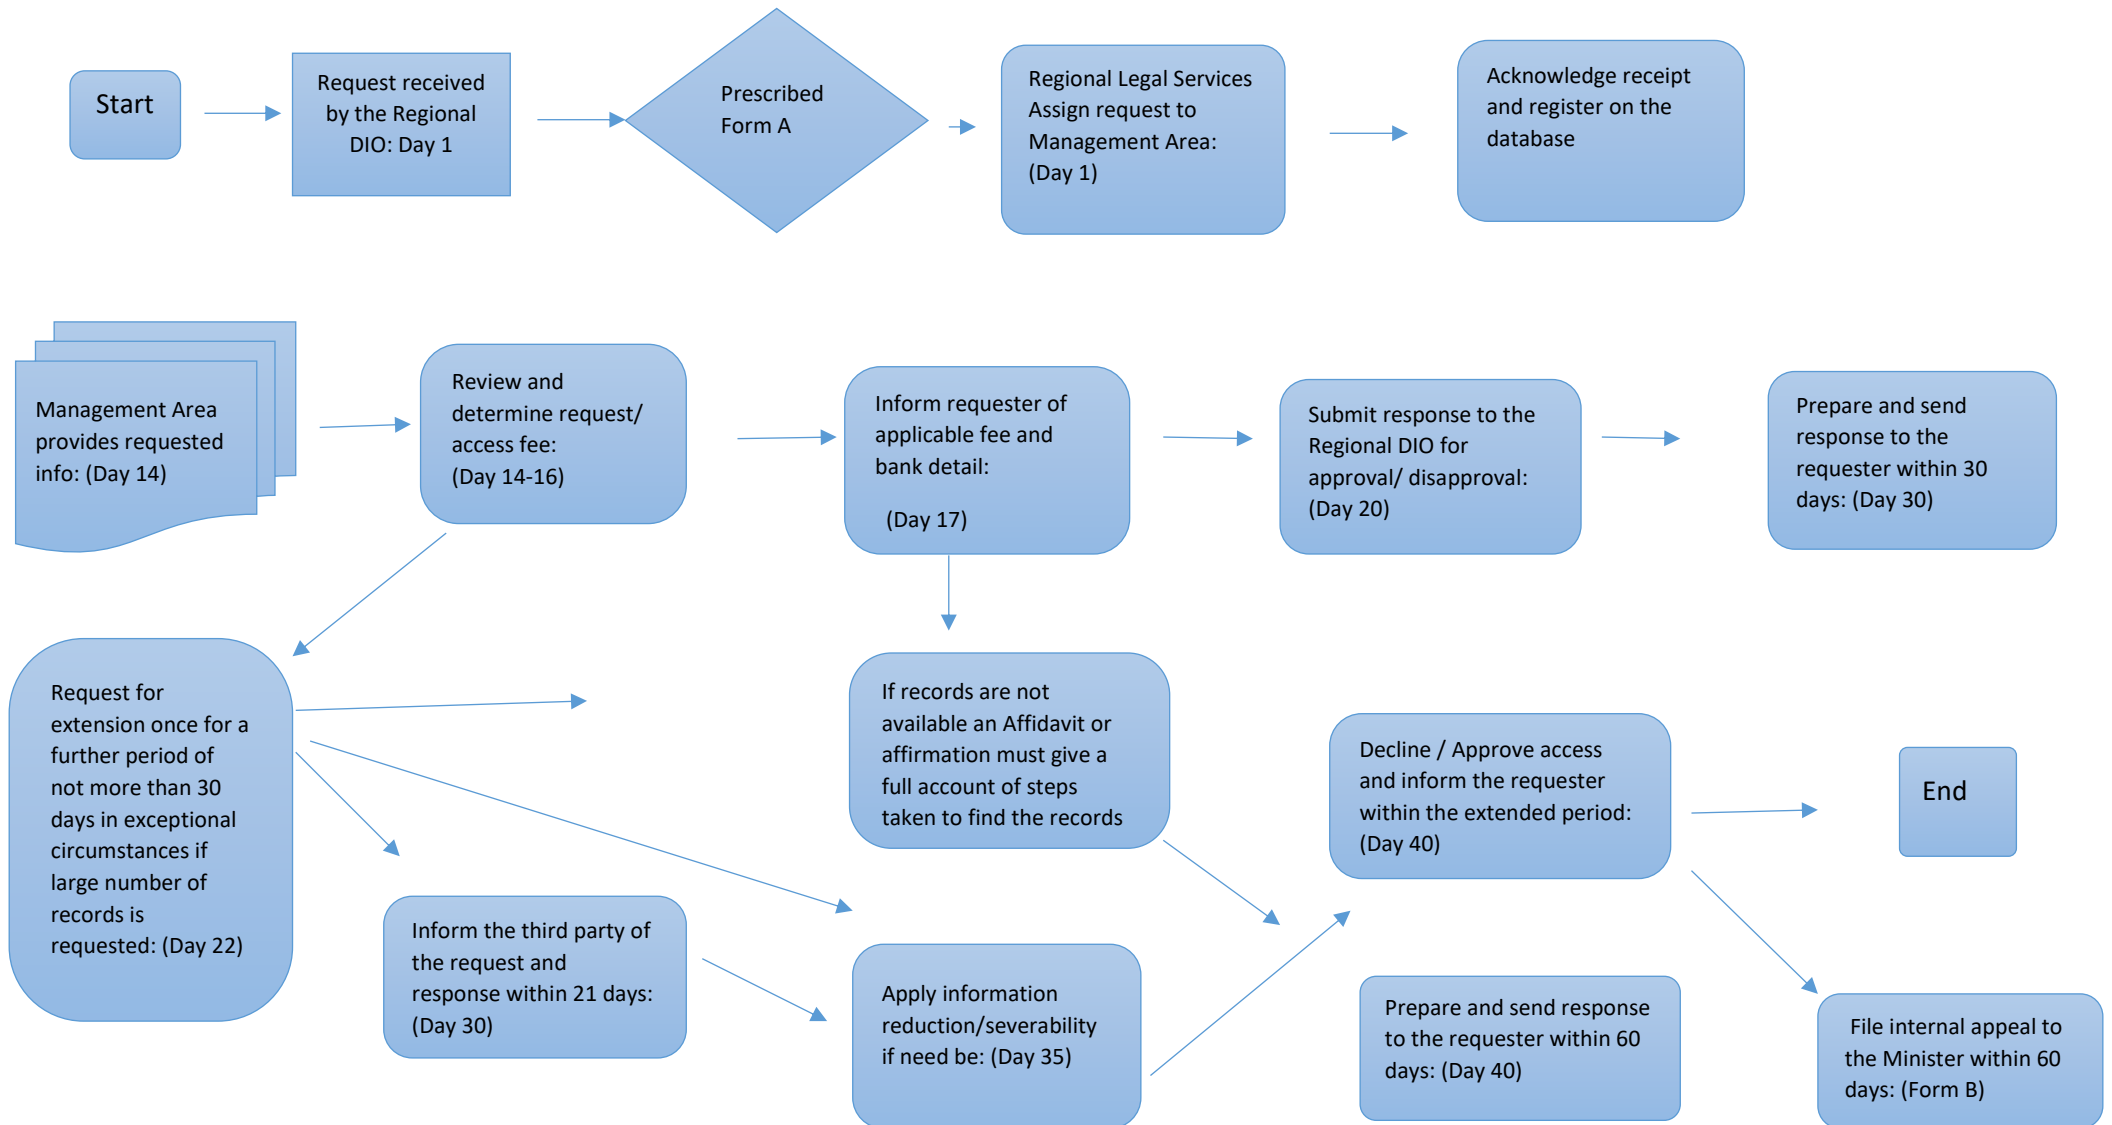 Start
Request received
by the Regional
DIO: Day 1
Prescribed
Form A
Regional Legal Services
Assign request to
Management Area:
(Day 1)
Acknowledge receipt
and register on the
database
Management Area
provides requested
info: (Day 14)
Review and
determine request/
access fee:
(Day 14-16)
Inform requester of
applicable fee and
bank detail:
(Day 17)
Submit response to the
Regional DIO for
approval/ disapproval:
(Day 20)
Prepare and send
response to the
requester within 30
days: (Day 30)
Request for
extension once for a
further period of
not more than 30
days in exceptional
circumstances if
large number of
records is
requested: (Day 22)
If records are not
available an Affidavit or
affirmation must give a
full account of steps
taken to find the records
Decline / Approve access
and inform the requester
within the extended period:
(Day 40)
End
Inform the third party of
the request and
response within 21 days:
(Day 30)
Apply information
reduction/severability
if need be: (Day 35)
Prepare and send response
to the requester within 60
days: (Day 40)
File internal appeal to
the Minister within 60
days: (Form B)